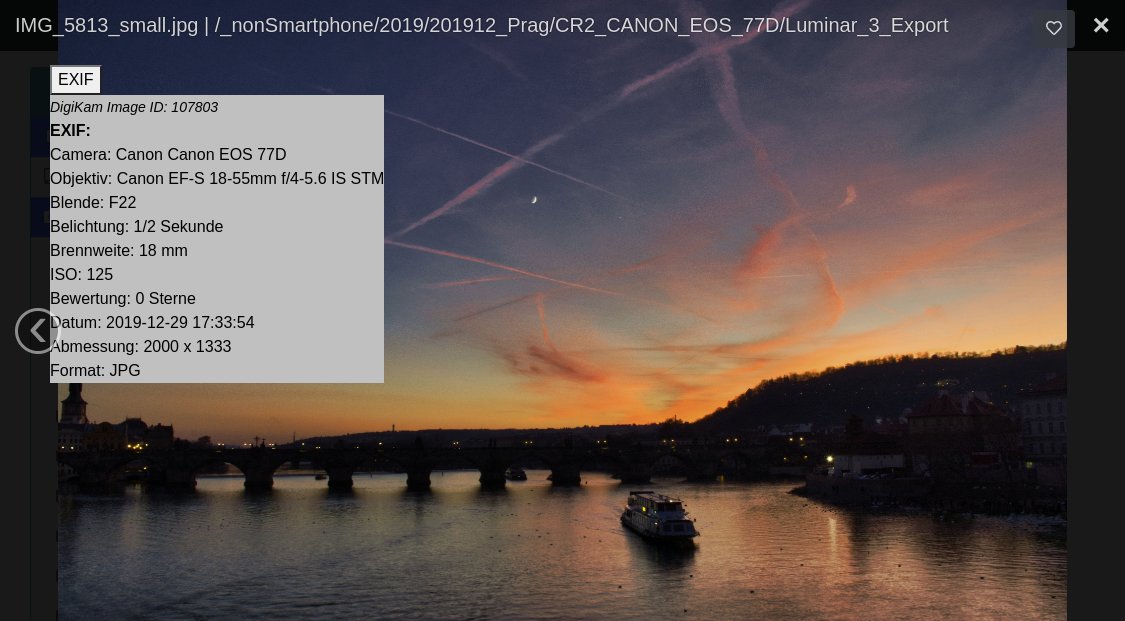 IMG_5813_small.jpg | /_nonSmartphone/2019/201912_Prag/CR2_CANON_EOS_77D/Luminar_3_Export
EXIF
DigiKam Image ID: 107803
EXIF:
Camera: Canon Canon EOS 77D
Objektiv: Canon EF-S 18-55mm f/4-5.6 IS STM
Blende: F22
Belichtung: 1/2 Sekunde
Brennweite: 18 mm
ISO: 125
Bewertung: 0 Sterne
Datum: 2019-12-29 17:33:54
Abmessung: 2000 x 1333
Format: JPG